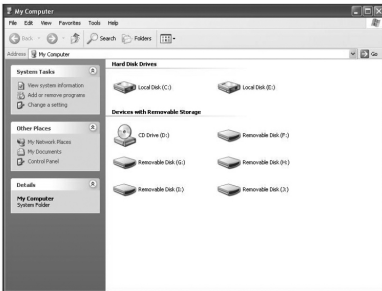 My Computer
File Edit View Favorites Tools Help
Back Search Folders
Address My Computer Go
System Tasks
View system information
Add or remove programs
Change a setting
Other Places
My Network Places
My Documents
Control Panel
Details
My Computer
System Folder
Hard Disk Drives
Local Disk (C:) Local Disk (E:)
Devices with Removable Storage
CD Drive (D:) Removable Disk (F:)
Removable Disk (G:) Removable Disk (H:)
Removable Disk (I:) Removable Disk (J:)